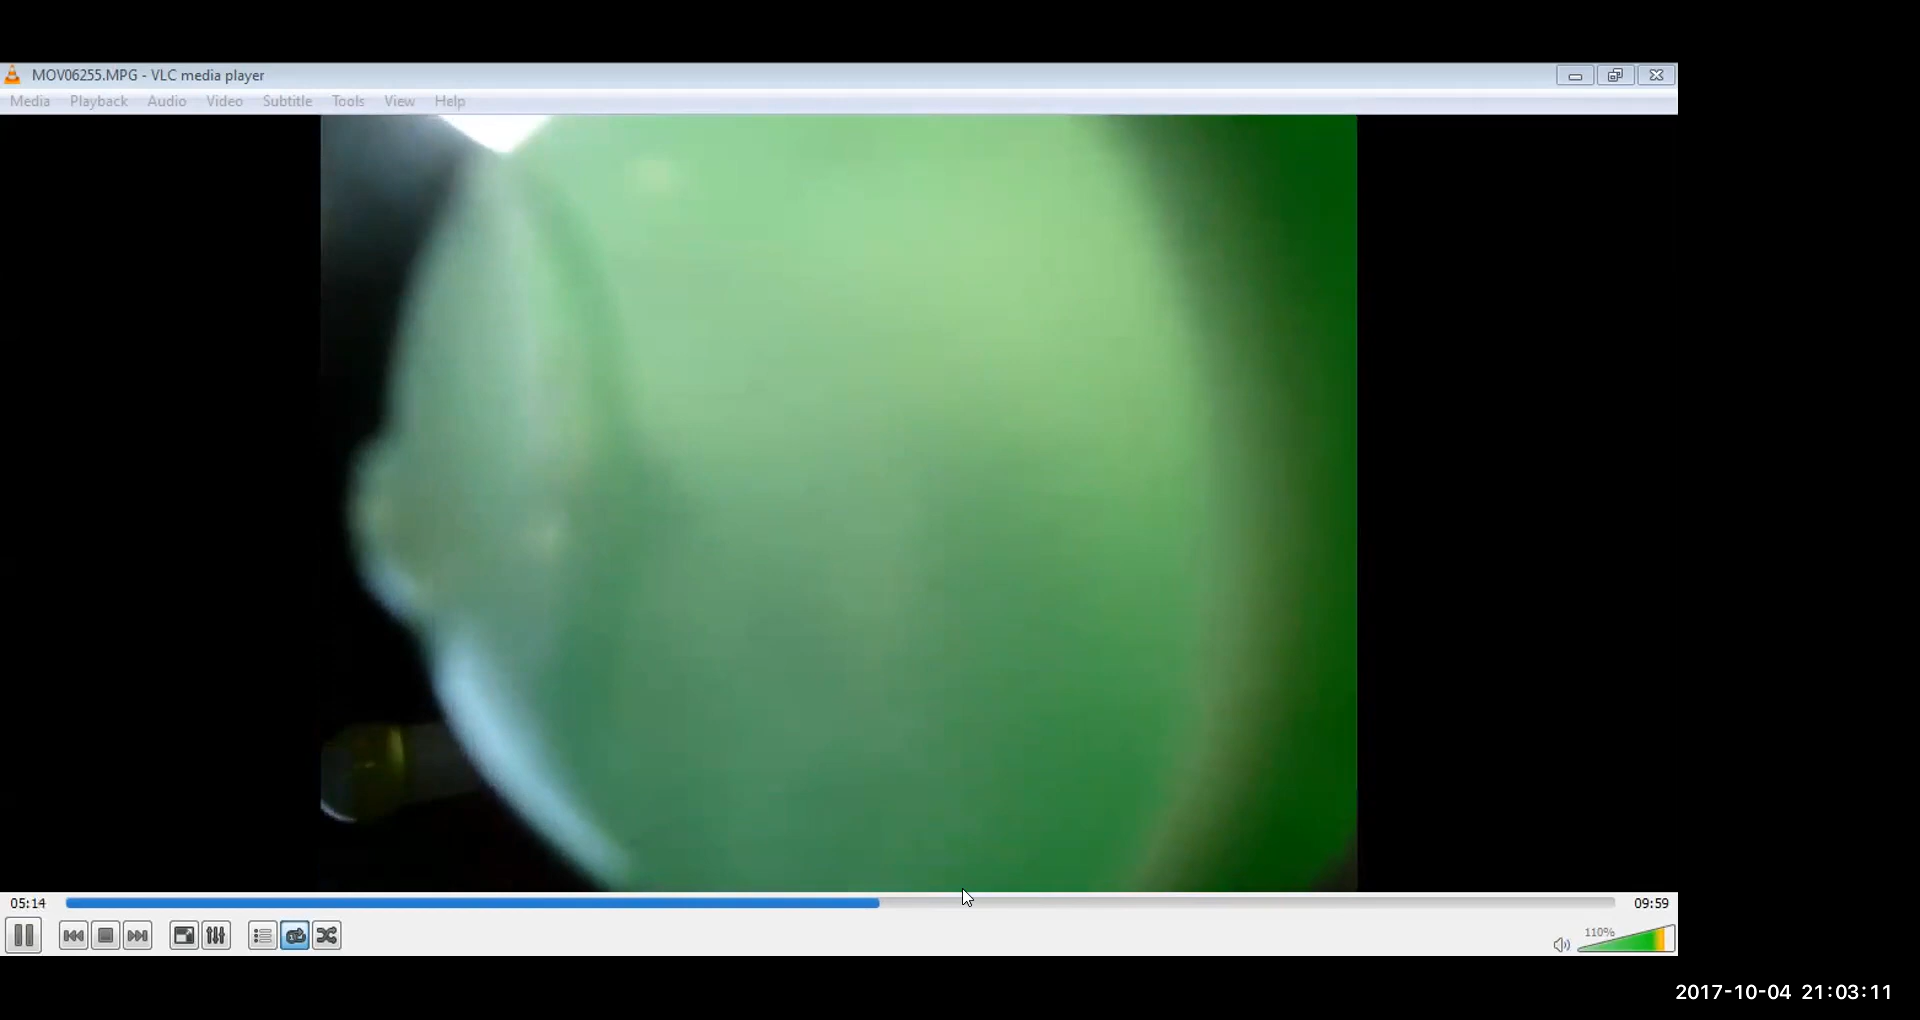 MOV06255.MPG - VLC media player
Media Playback Audio Video Subtitle Tools View Help
05:14
09:59
110%
2017-10-04 21:03:11